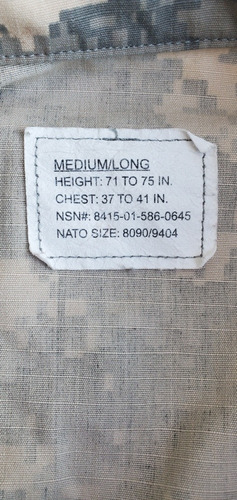 MEDIUM/LONG
HEIGHT: 71 TO 75 IN.
CHEST: 37 TO 41 IN.
NSN#: 8415-01-586-0645
NATO SIZE: 8090/9404